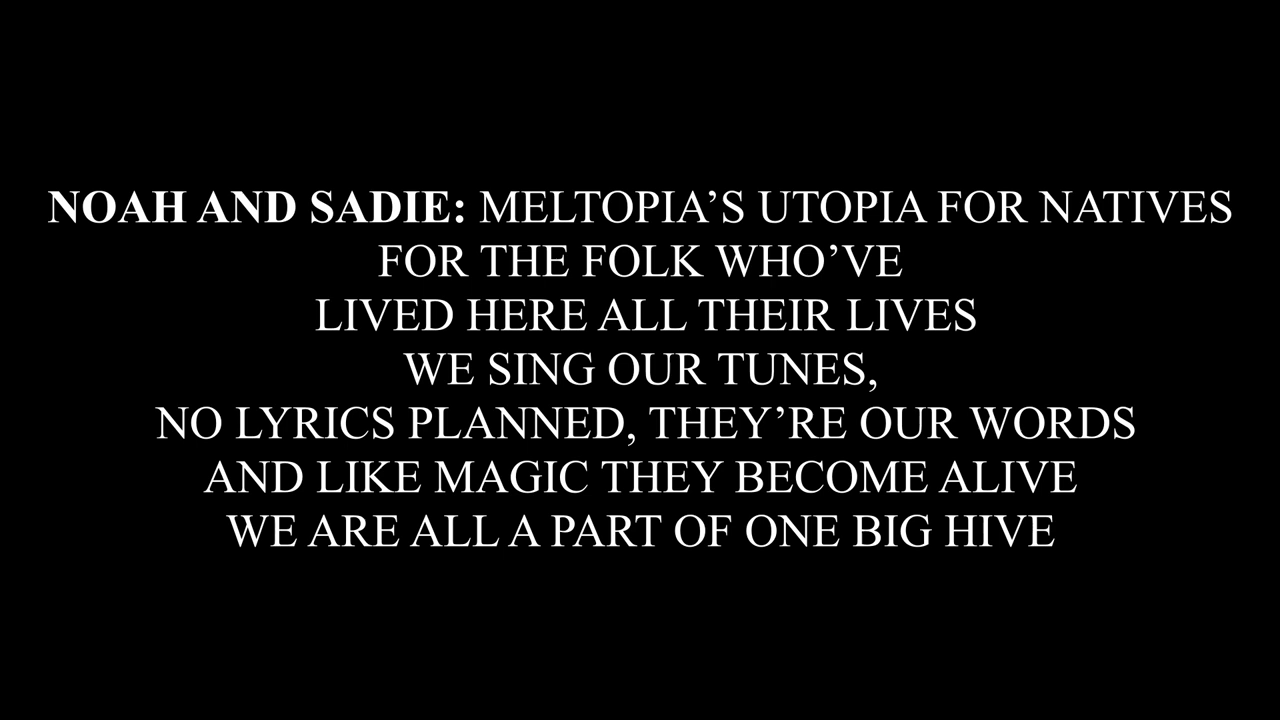 NOAH AND SADIE: MELTOPIA’S UTOPIA FOR NATIVES
FOR THE FOLK WHO’VE
LIVED HERE ALL THEIR LIVES
WE SING OUR TUNES,
NO LYRICS PLANNED, THEY’RE OUR WORDS
AND LIKE MAGIC THEY BECOME ALIVE
WE ARE ALL A PART OF ONE BIG HIVE